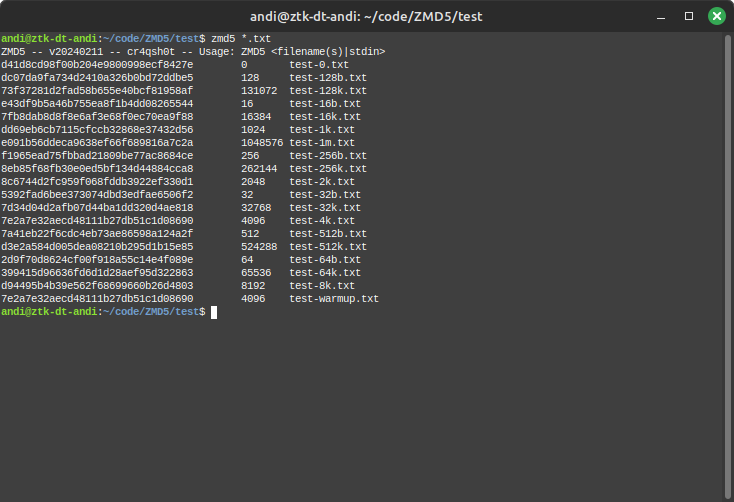 andi@ztk-dt-andi: ~/code/ZMD5/test
andi@ztk-dt-andi:~/code/ZMD5/test$ zmd5 *.txt
ZMD5 -- v20240211 -- cr4qsh0t -- Usage: ZMD5 <filename(s)|stdin>
d41d8cd98f00b204e9800998ecf8427e 0 test-0.txt
dc07da9fa734d2410a326b0bd72ddbe5 128 test-128b.txt
73f37281d2fad58b655e40bcf81958af 131072 test-128k.txt
e43df9b5a46b755ea8f1b4dd08265544 16 test-16b.txt
7fb8dab8d8f8e6af3e68f0ec70ea9f88 16384 test-16k.txt
dd69eb6cb7115cfccb32868e37432d56 1024 test-1k.txt
e091b56ddeca9638ef66f689816a7c2a 1048576 test-1m.txt
f1965ead75fbbad21809be77ac8684ce 256 test-256b.txt
8eb85f68fb30e0ed5bf134d44884cca8 262144 test-256k.txt
8c6744d2fc959f068fddb3922ef330d1 2048 test-2k.txt
5392fad6bee373074dbd3edfae6506f2 32 test-32b.txt
7d34d04d2afb07d44ba1dd320d4ae818 32768 test-32k.txt
7e2a7e32aecd48111b27db51c1d08690 4096 test-4k.txt
7a41eb22f6cdc4eb73ae86598a124a2f 512 test-512b.txt
d3e2a584d005dea08210b295d1b15e85 524288 test-512k.txt
2d9f70d8624cf00f918a55c14e4f089e 64 test-64b.txt
399415d96636fd6d1d28aef95d322863 65536 test-64k.txt
d94495b4b39e562f68699660b26d4803 8192 test-8k.txt
7e2a7e32aecd48111b27db51c1d08690 4096 test-warmup.txt
andi@ztk-dt-andi:~/code/ZMD5/test$